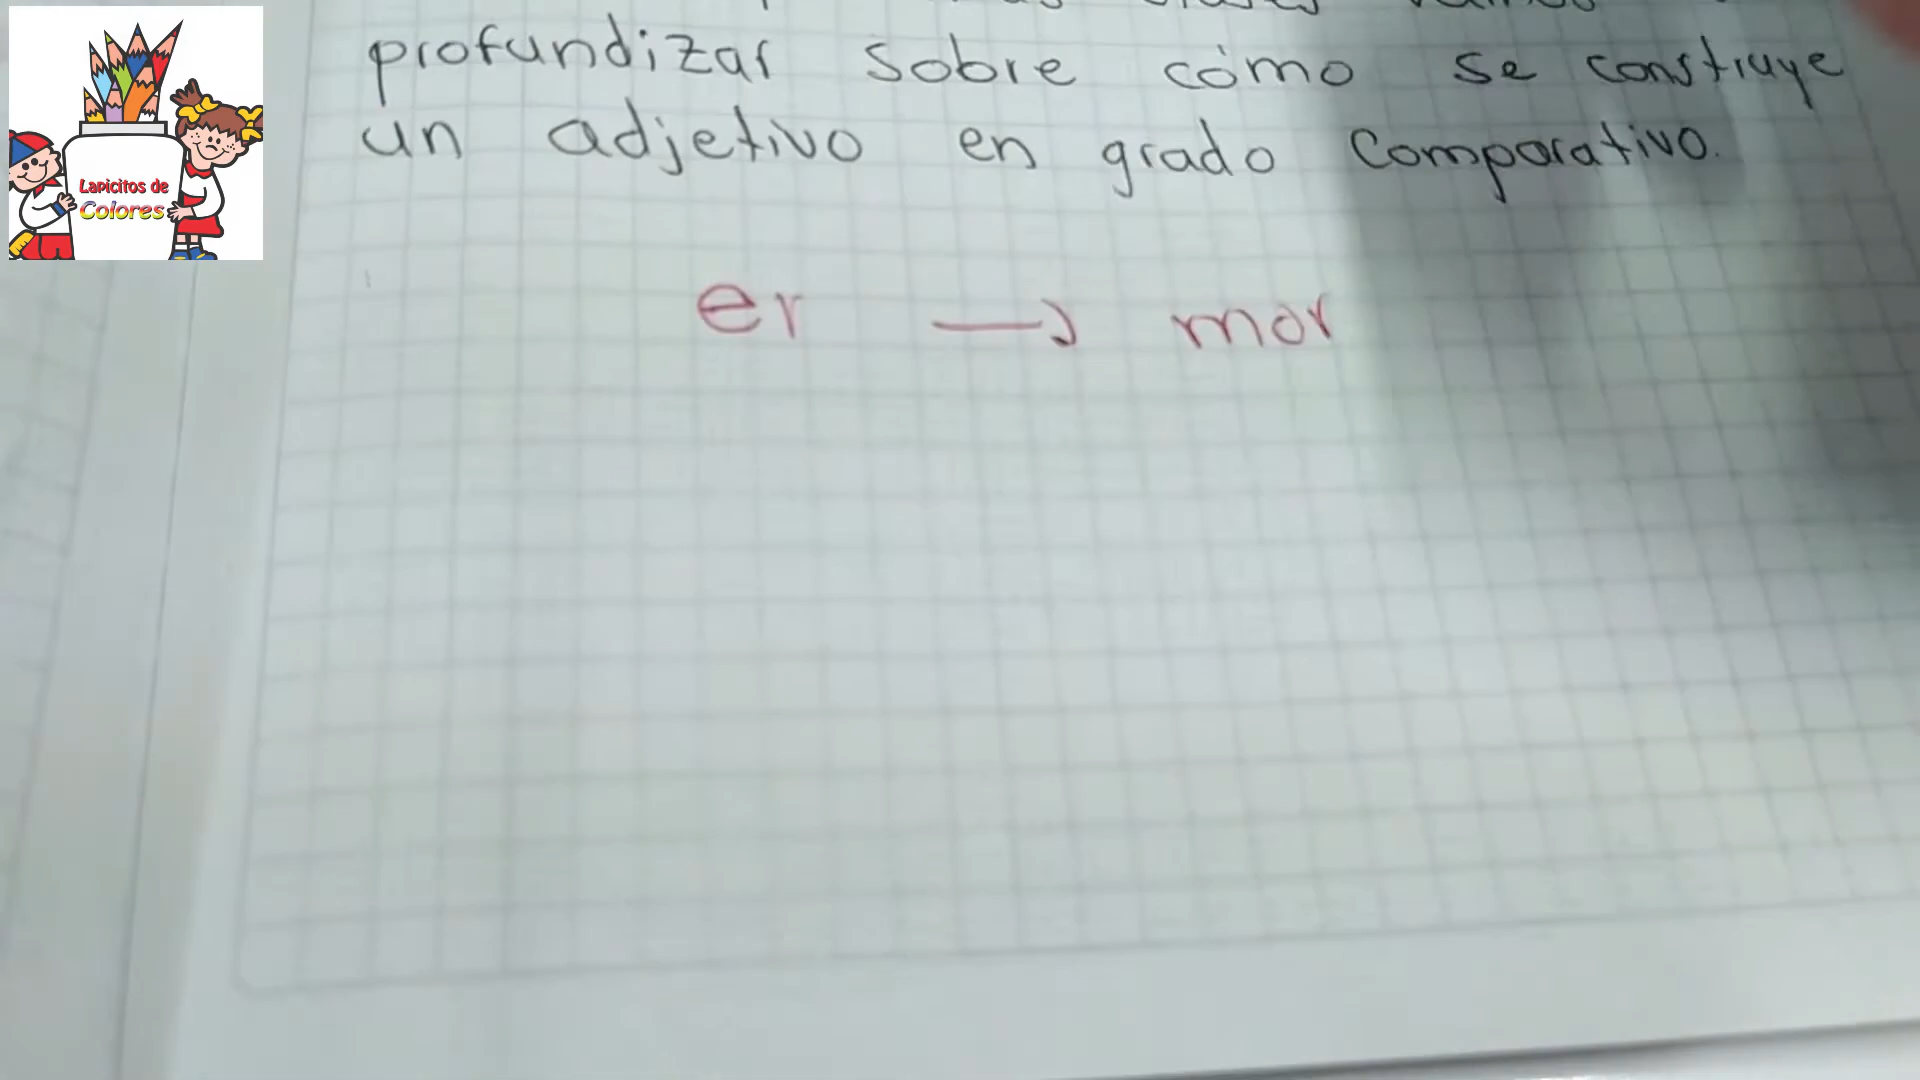 Lapicitos de
Colores
profundizar sobre cómo se construye
un adjetivo en grado comparativo.
er → mor